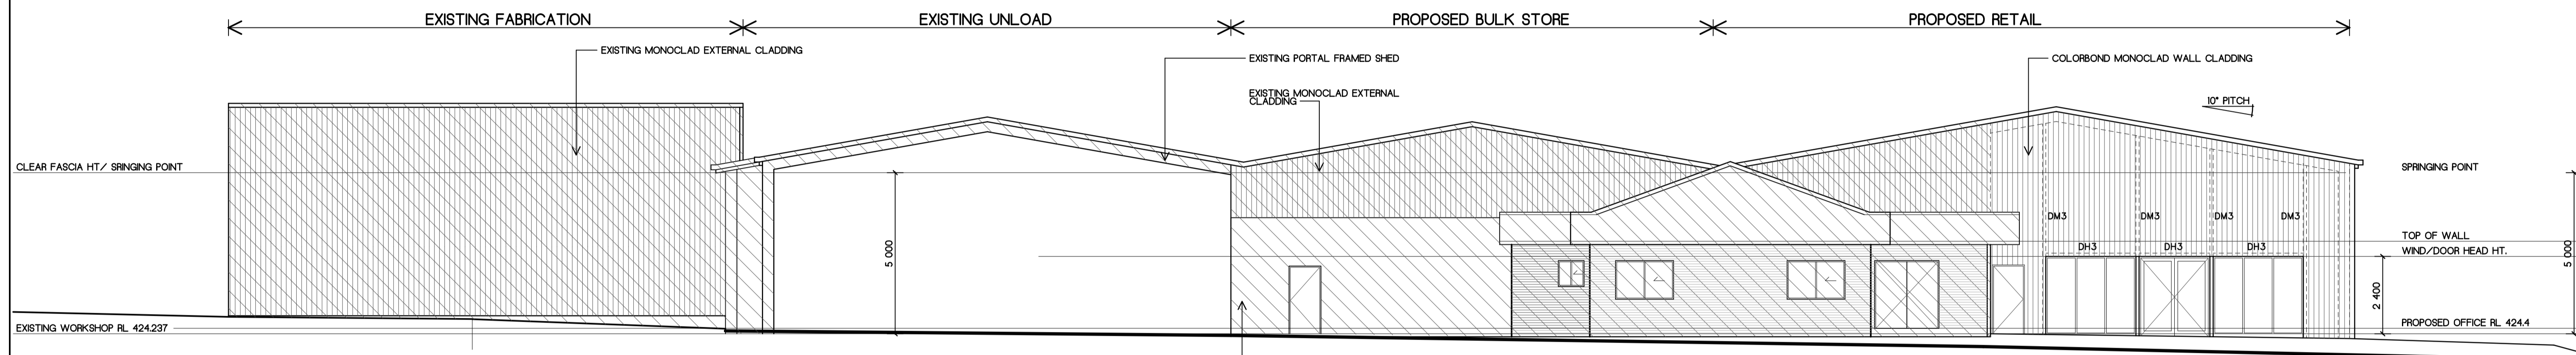 EXISTING FABRICATION
EXISTING UNLOAD
PROPOSED BULK STORE
PROPOSED RETAIL
EXISTING MONOCLAD EXTERNAL CLADDING
EXISTING PORTAL FRAMED SHED
COLORBOND MONOCLAD WALL CLADDING
EXISTING MONOCLAD EXTERNAL
CLADDING
10° PITCH
CLEAR FASCIA HT/ SRINGING POINT
SPRINGING POINT
DM3
DM3
DM3
DM3
TOP OF WALL
DH3
DH3
DH3
WIND/DOOR HEAD HT.
5 000
5 000
2 400
EXISTING WORKSHOP RL 424.237
PROPOSED OFFICE RL 424.4